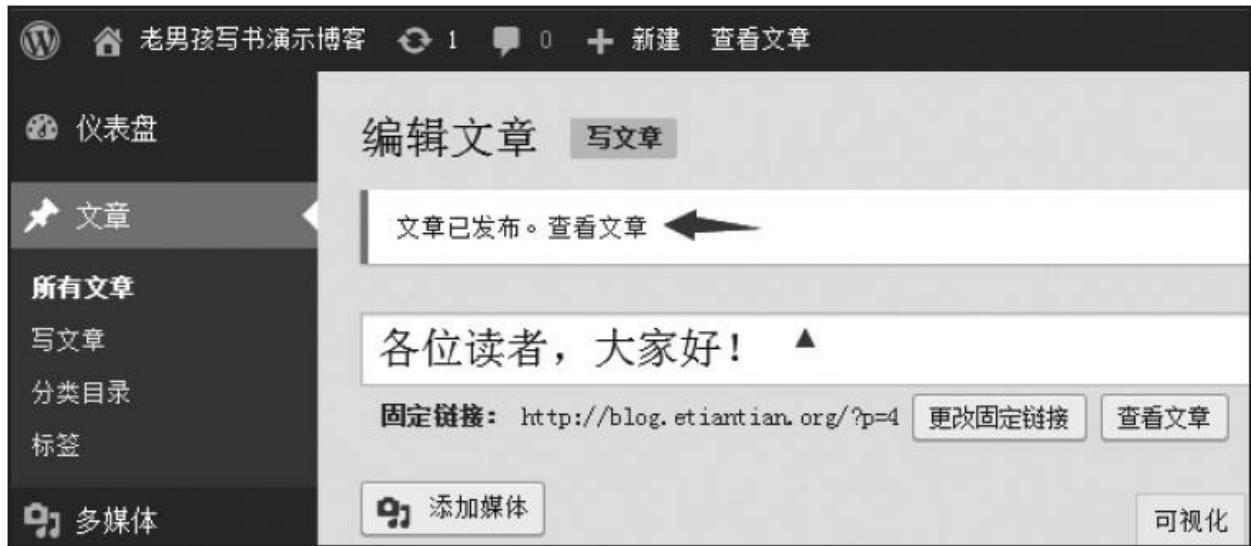 老男孩写书演示博客 1 0 新建 查看文章
仪表盘
编辑文章 写文章
文章
文章已发布。查看文章
所有文章
写文章
各位读者，大家好！
分类目录
固定链接： http://blog.etiantian.org/?p=4 更改固定链接 查看文章
标签
添加媒体
多媒体
可视化